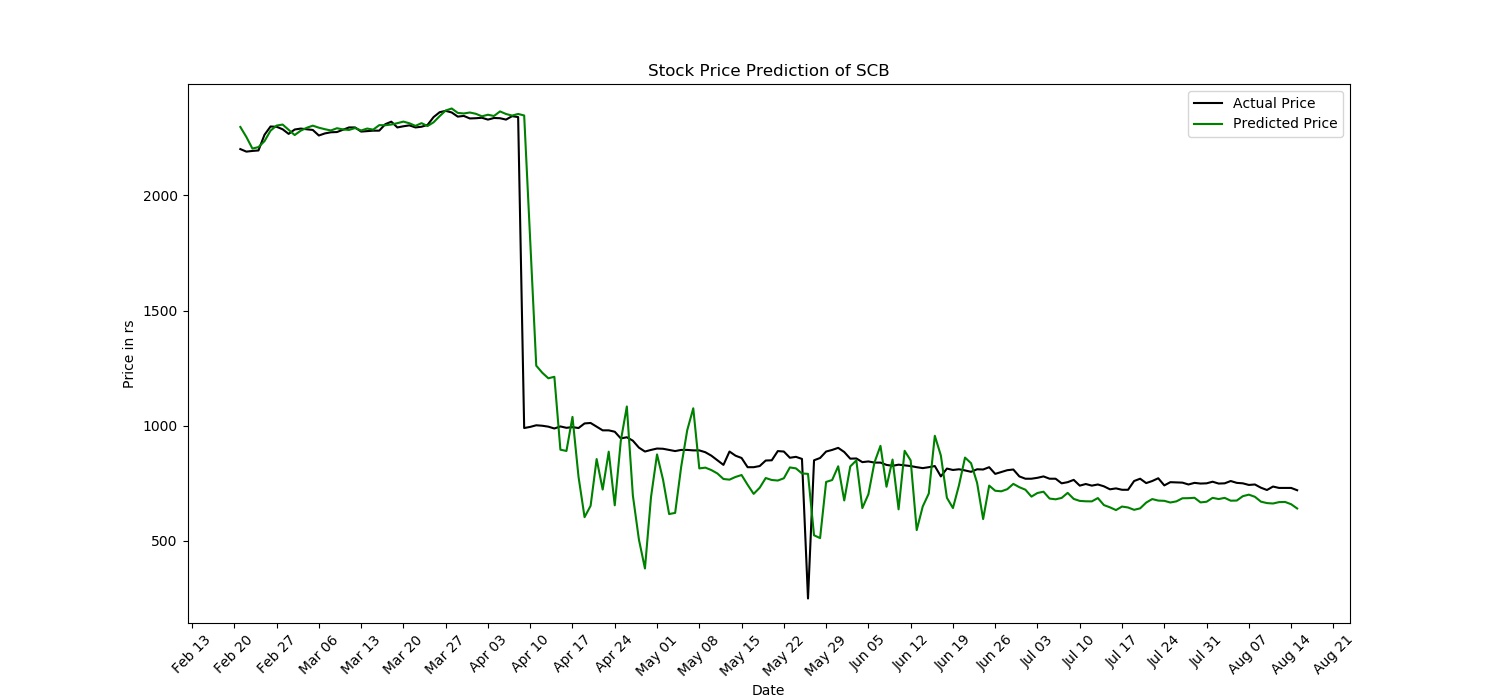 Stock Price Prediction of SCB
Actual Price
Predicted Price
Price in rs
2000
1500
1000
500
Feb 13
Feb 20
Feb 27
Mar 06
Mar 13
Mar 20
Mar 27
Apr 03
Apr 10
Apr 17
Apr 24
May 01
May 08
May 15
May 22
May 29
Jun 05
Jun 12
Jun 19
Jun 26
Jul 03
Jul 10
Jul 17
Jul 24
Jul 31
Aug 07
Aug 14
Aug 21
Date